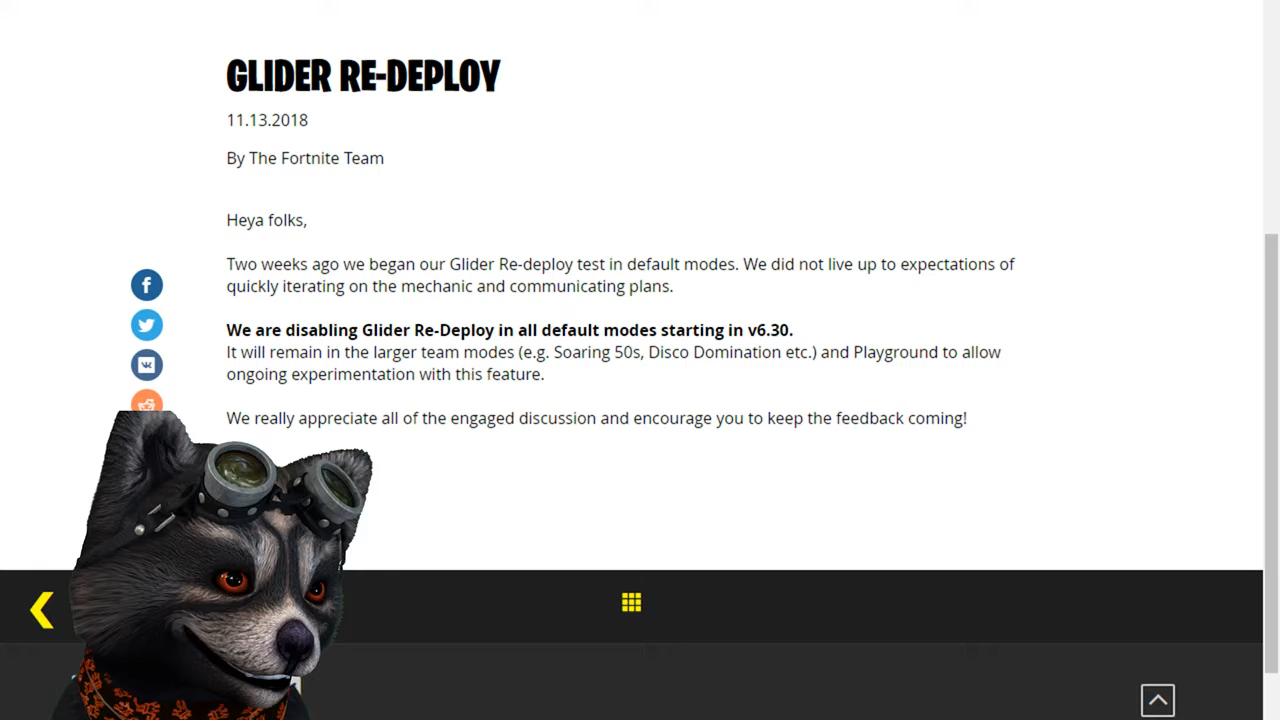 GLIDER RE-DEPLOY
11.13.2018
By The Fortnite Team
Heya folks,
Two weeks ago we began our Glider Re-deploy test in default modes. We did not live up to expectations of
quickly iterating on the mechanic and communicating plans.
We are disabling Glider Re-Deploy in all default modes starting in v6.30.
It will remain in the larger team modes (e.g. Soaring 50s, Disco Domination etc.) and Playground to allow
ongoing experimentation with this feature.
We really appreciate all of the engaged discussion and encourage you to keep the feedback coming!